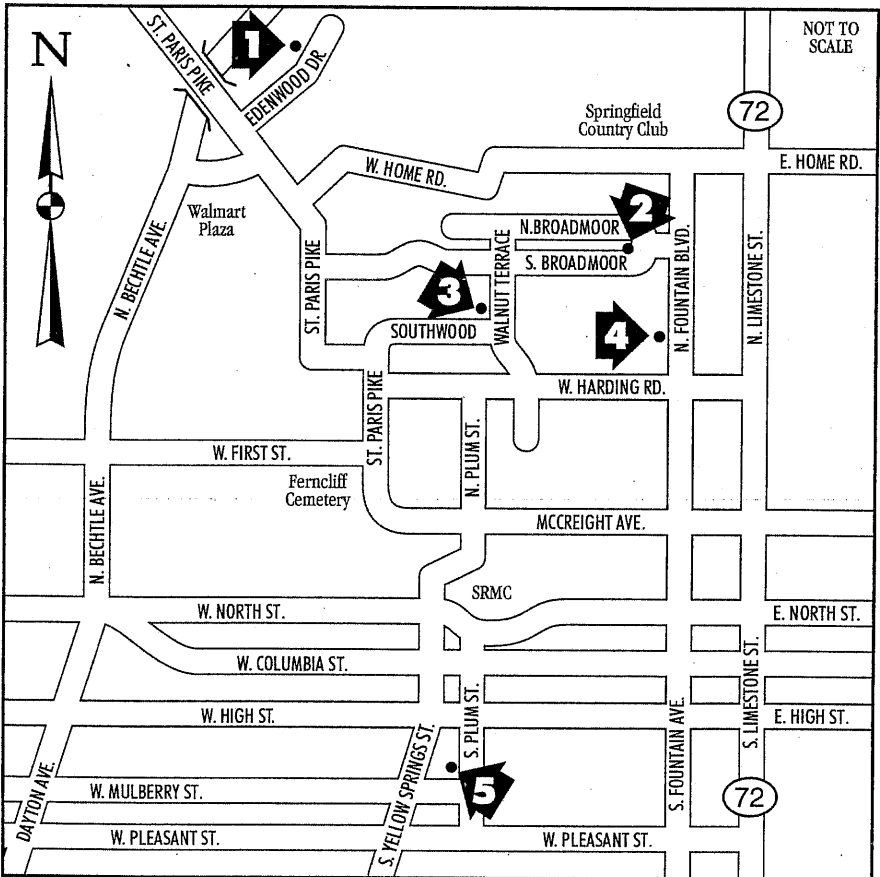 N
NOT TO
SCALE
ST. PARIS PIKE
1
EDENWOOD DR.
72
Springfield
Country Club
W. HOME RD.
E. HOME RD.
Walmart
Plaza
2
N.BROADMOOR
S. BROADMOOR
WALNUT TERRACE
N. FOUNTAIN BLVD.
N. LIMESTONE ST.
N. BECHTLE AVE.
ST. PARIS PIKE
3
SOUTHWOOD
4
W. HARDING RD.
ST. PARIS PIKE
N. PLUM ST.
W. FIRST ST.
Ferncliff
Cemetery
N. BECHTLE AVE.
MCCREIGHT AVE.
SRMC
W. NORTH ST.
E. NORTH ST.
W. COLUMBIA ST.
S. LIMESTONE ST.
W. HIGH ST.
S. PLUM ST.
E. HIGH ST.
S. FOUNTAIN AVE.
S. YELLOW SPRINGS ST.
DAYTON AVE.
W. MULBERRY ST.
5
72
W. PLEASANT ST.
W. PLEASANT ST.